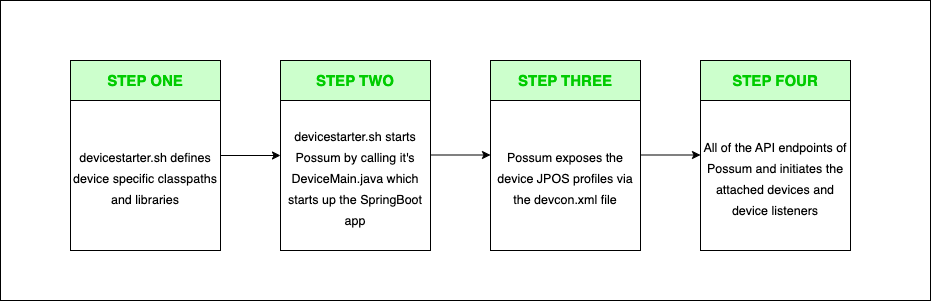 STEP ONE
devicestarter.sh defines
device specific classpaths
and libraries
STEP TWO
devicestarter.sh starts
Possum by calling it's
DeviceMain.java which
starts up the SpringBoot
app
STEP THREE
Possum exposes the
device JPOS profiles via
the devcon.xml file
STEP FOUR
All of the API endpoints of
Possum and initiates the
attached devices and
device listeners